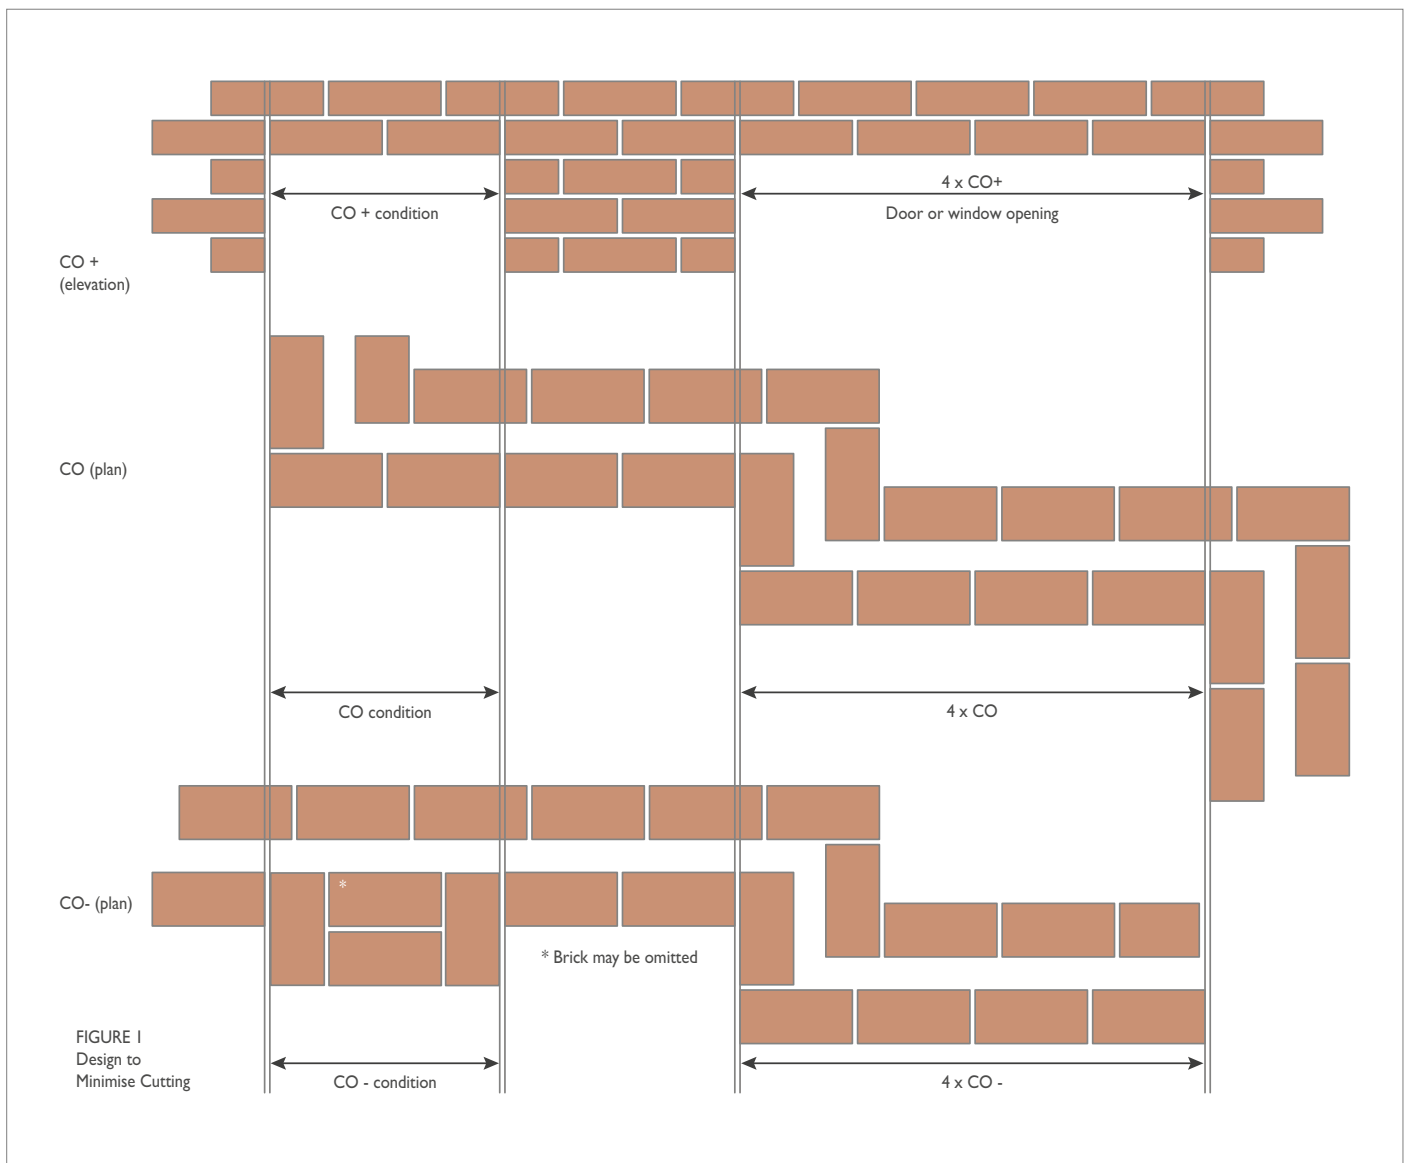 4 x CO+
CO + condition
Door or window opening
CO +
(elevation)
CO (plan)
CO condition
4 x CO
*
CO- (plan)
* Brick may be omitted
FIGURE 1
Design to
Minimise Cutting
CO - condition
4 x CO -